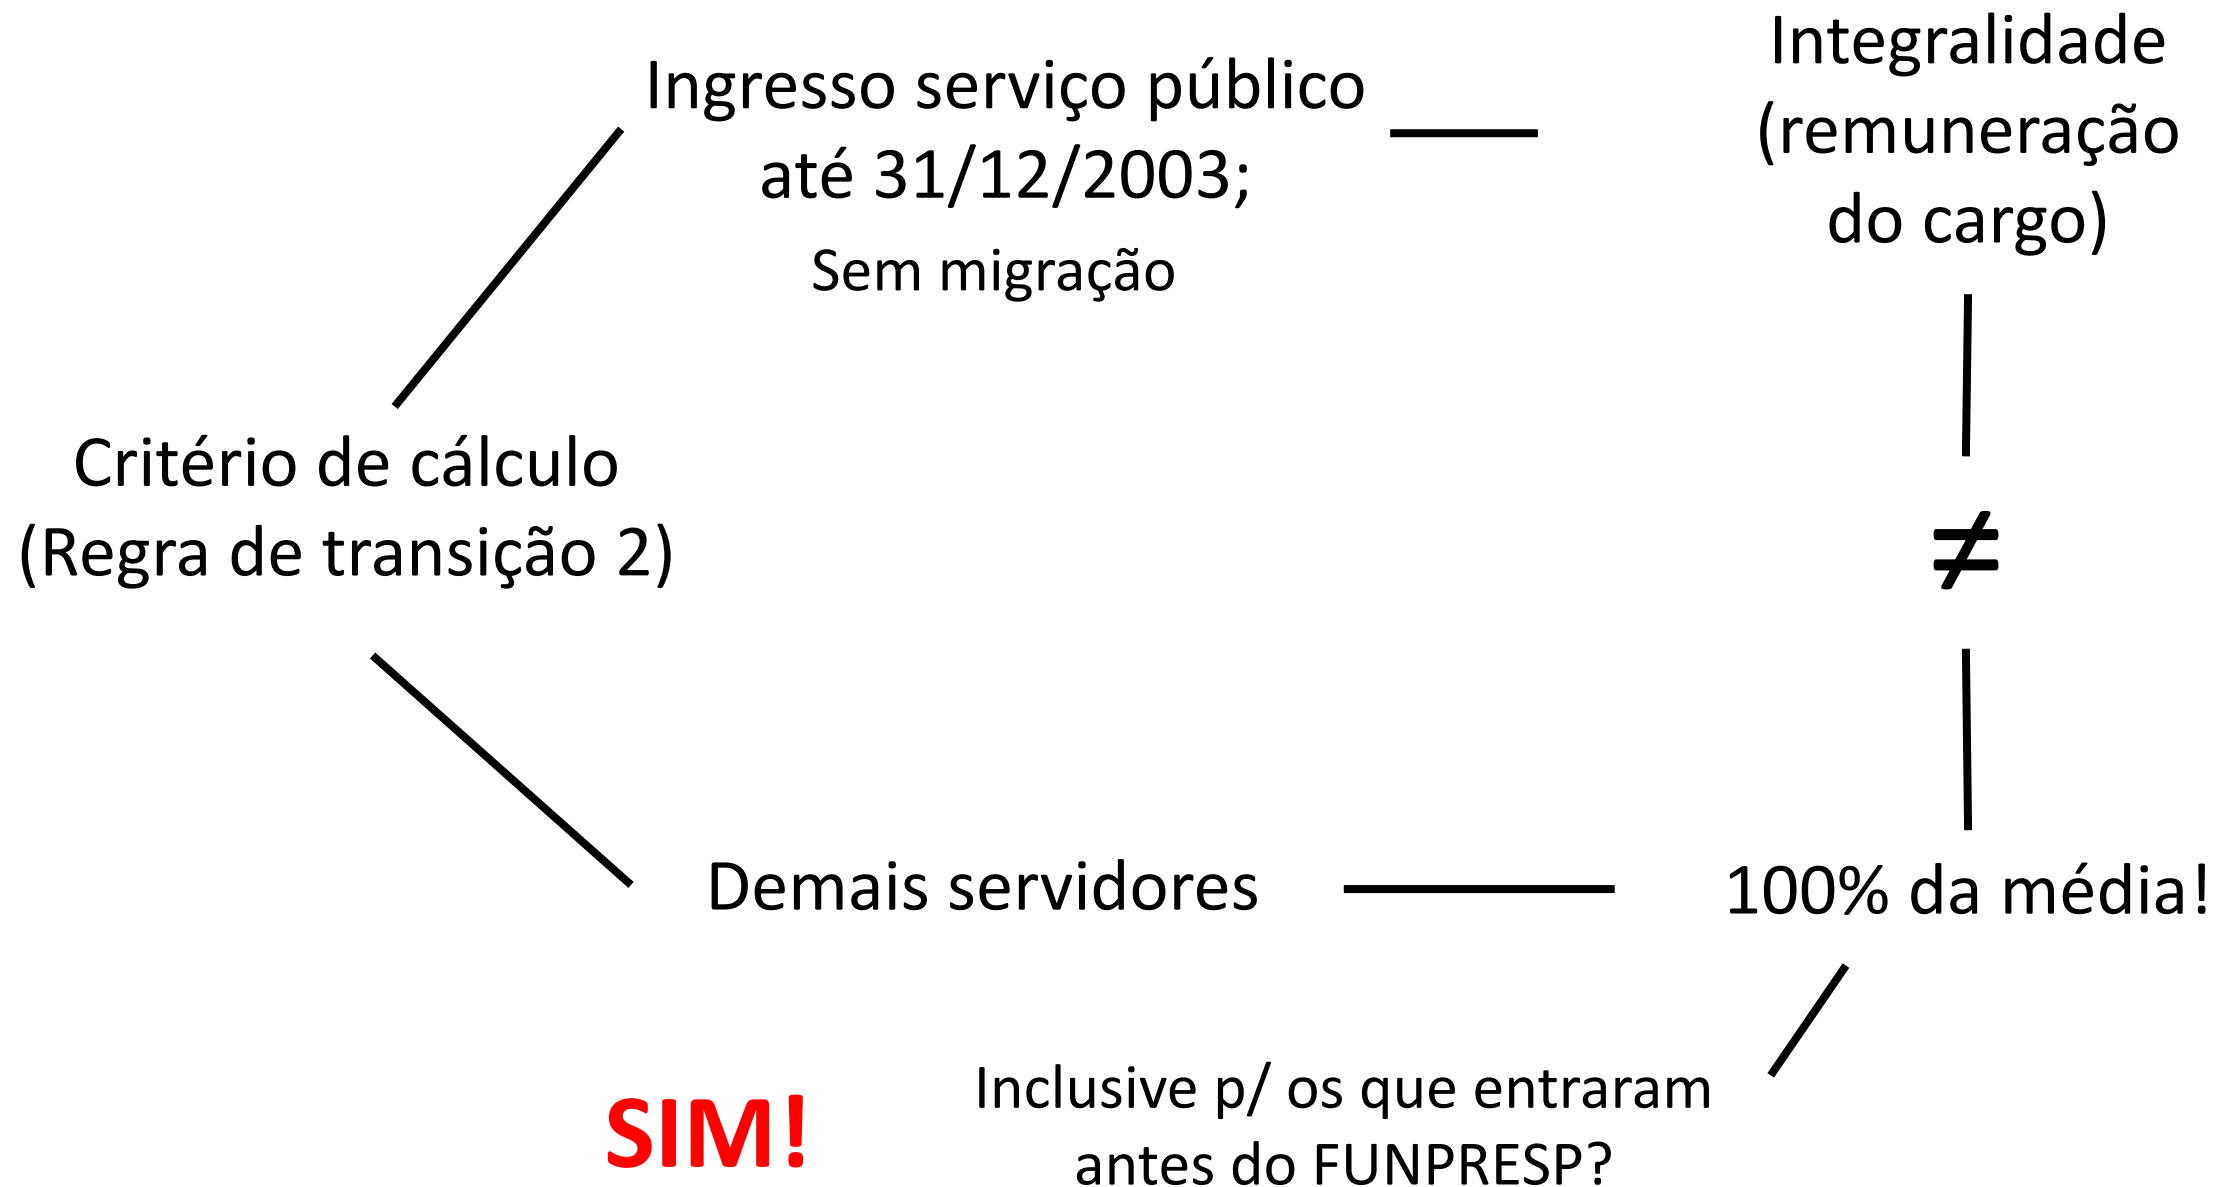 Ingresso serviço público
até 31/12/2003;
Sem migração
Integralidade
(remuneração
do cargo)
Critério de cálculo
(Regra de transição 2)
≠
Demais servidores
100% da média!
Inclusive p/ os que entraram
antes do FUNPRESP?
SIM!